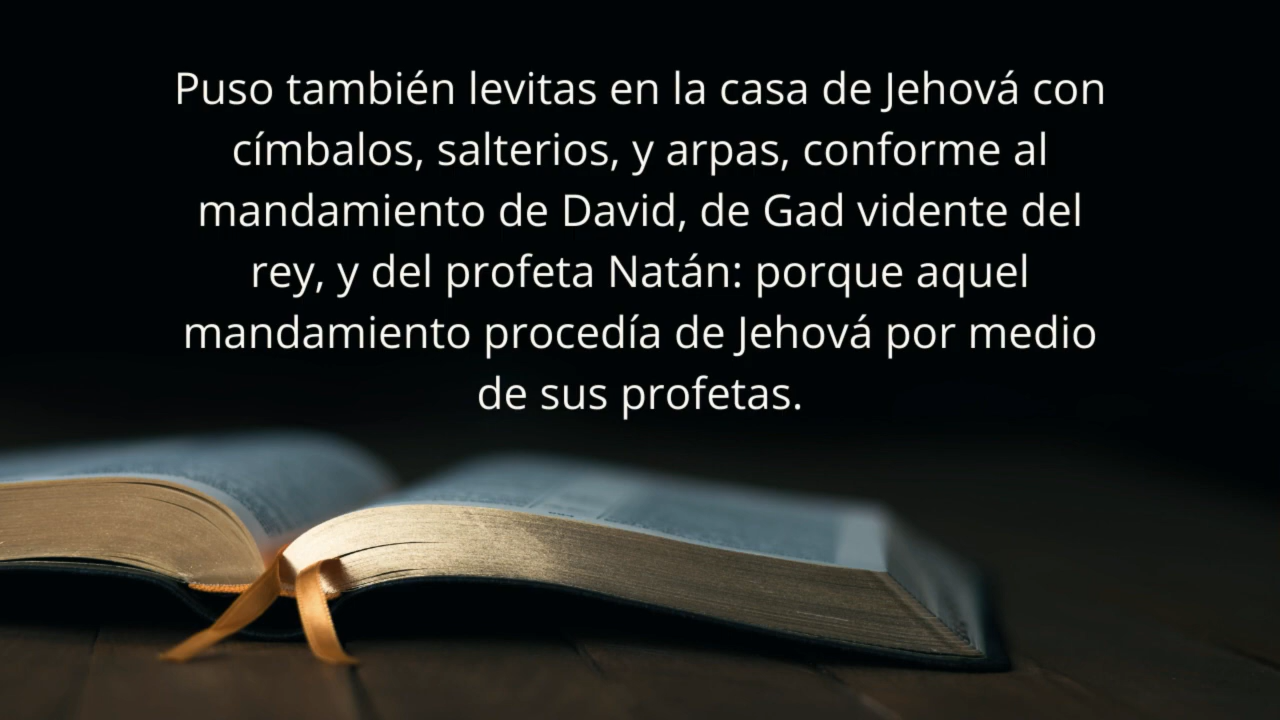 Puso también levitas en la casa de Jehová con
címbalos, salterios, y arpas, conforme al
mandamiento de David, de Gad vidente del
rey, y del profeta Natán: porque aquel
mandamiento procedía de Jehová por medio
de sus profetas.